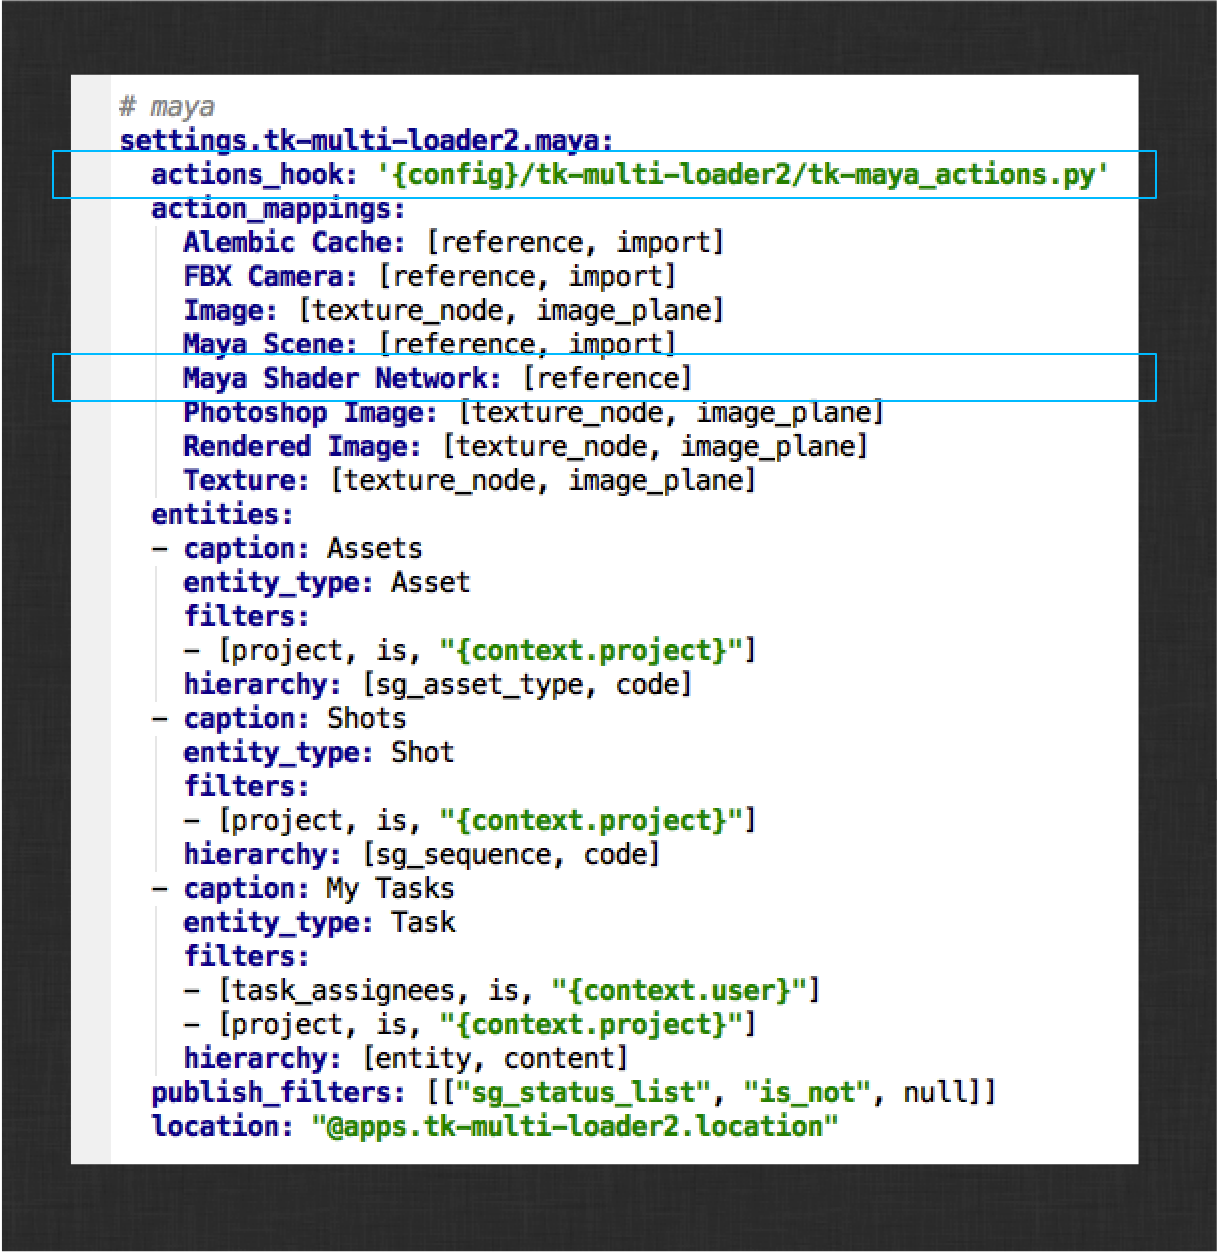 # maya
settings.tk-multi-loader2.maya:
actions_hook: '{config}/tk-multi-loader2/tk-maya_actions.py'
action_mappings:
Alembic Cache: [reference, import]
FBX Camera: [reference, import]
Image: [texture_node, image_plane]
Maya Scene: [reference, import]
Maya Shader Network: [reference]
Photoshop Image: [texture_node, image_plane]
Rendered Image: [texture_node, image_plane]
Texture: [texture_node, image_plane]
entities:
- caption: Assets
entity_type: Asset
filters:
- [project, is, "{context.project}"]
hierarchy: [sg_asset_type, code]
- caption: Shots
entity_type: Shot
filters:
- [project, is, "{context.project}"]
hierarchy: [sg_sequence, code]
- caption: My Tasks
entity_type: Task
filters:
- [task_assignees, is, "{context.user}"]
- [project, is, "{context.project}"]
hierarchy: [entity, content]
publish_filters: [["sg_status_list", "is_not", null]]
location: "@apps.tk-multi-loader2.location"